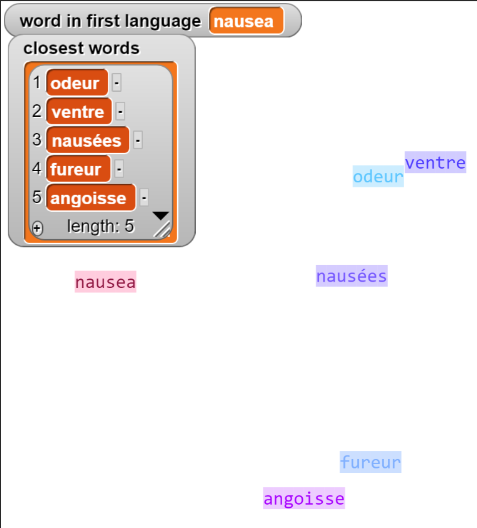 word in first language nausea
closest words
1 odeur -
2 ventre -
3 nausées -
4 fureur -
5 angoisse -
+ length: 5
ventre
odeur
nausées
nausea
fureur
angoisse